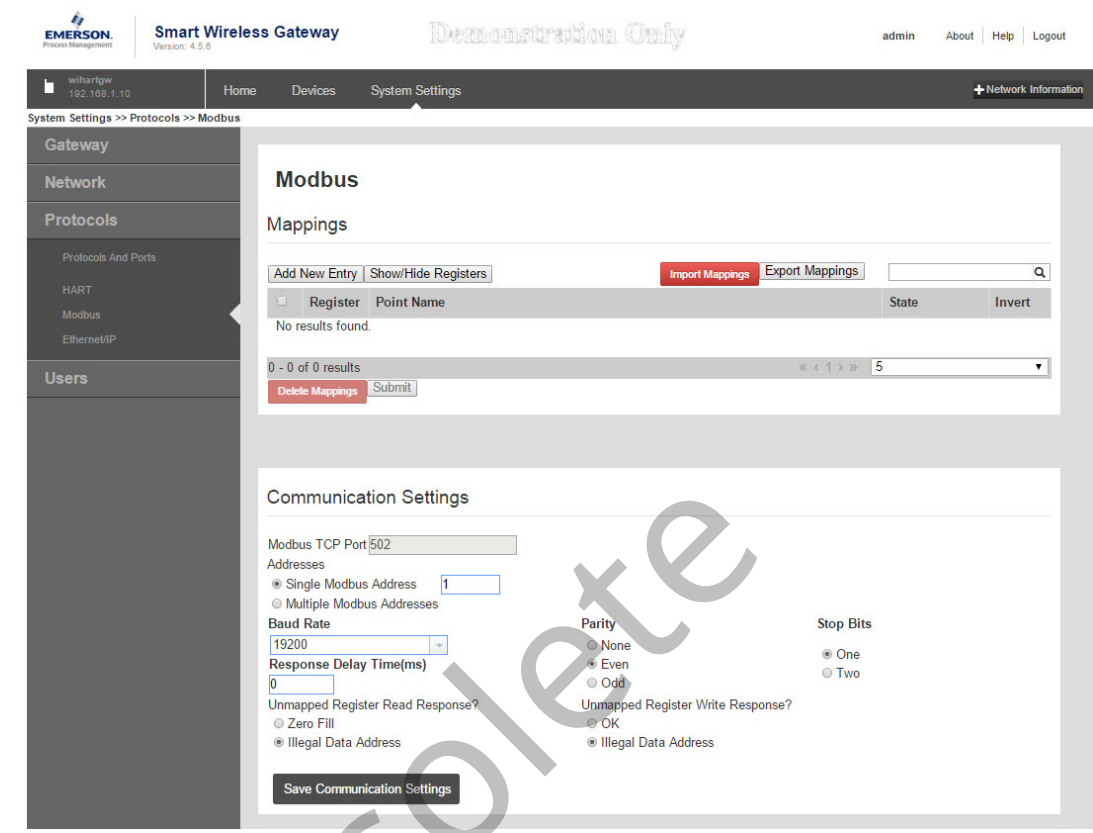 EMERSON.
Process Management
Smart Wireless Gateway
Version: 4.5.6
Demonstration Only
admin About Help Logout
wihartgw
192.168.1.10
Home Devices System Settings
Network Information
System Settings >> Protocols >> Modbus
Gateway
Network
Protocols
Protocols And Ports
HART
Modbus
Ethernet/IP
Users
Modbus
Mappings
Add New Entry Show/Hide Registers Import Mappings Export Mappings
Register Point Name State Invert
No results found.
0 - 0 of 0 results « ‹ 1 › » 5
Delete Mappings Submit
Communication Settings
Modbus TCP Port 502
Addresses
Single Modbus Address 1
Multiple Modbus Addresses
Baud Rate Parity Stop Bits
19200 None One
Response Delay Time(ms) Even Two
0 Odd
Unmapped Register Read Response? Unmapped Register Write Response?
Zero Fill OK
Illegal Data Address Illegal Data Address
Save Communication Settings
solete